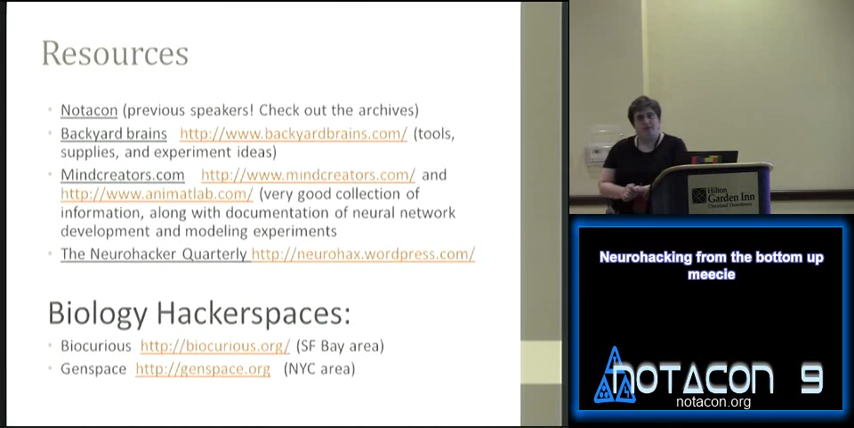 Resources
Notacon (previous speakers! Check out the archives)
Backyard brains http://www.backyardbrains.com/ (tools,
supplies, and experiment ideas)
Mindcreators.com http://www.mindcreators.com/ and
http://www.animatlab.com/ (very good collection of
information, along with documentation of neural network
development and modeling experiments
The Neurohacker Quarterly http://neurohax.wordpress.com/
Biology Hackerspaces:
Biocurious http://biocurious.org/ (SF Bay area)
Genspace http://genspace.org (NYC area)
Hilton
Garden Inn
Neurohacking from the bottom up
meecie
NOTACON 9
notacon.org